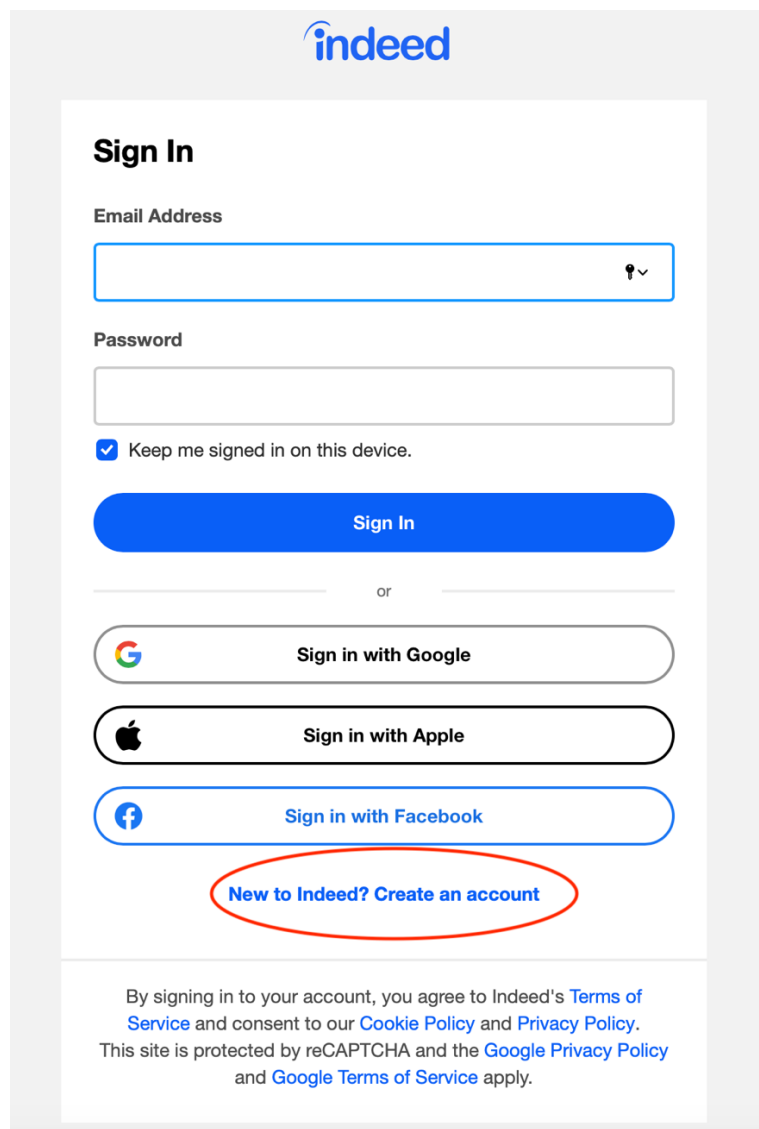 indeed
Sign In
Email Address
Password
Keep me signed in on this device.
Sign In
or
Sign in with Google
Sign in with Apple
Sign in with Facebook
New to Indeed? Create an account
By signing in to your account, you agree to Indeed's Terms of
Service and consent to our Cookie Policy and Privacy Policy.
This site is protected by reCAPTCHA and the Google Privacy Policy
and Google Terms of Service apply.